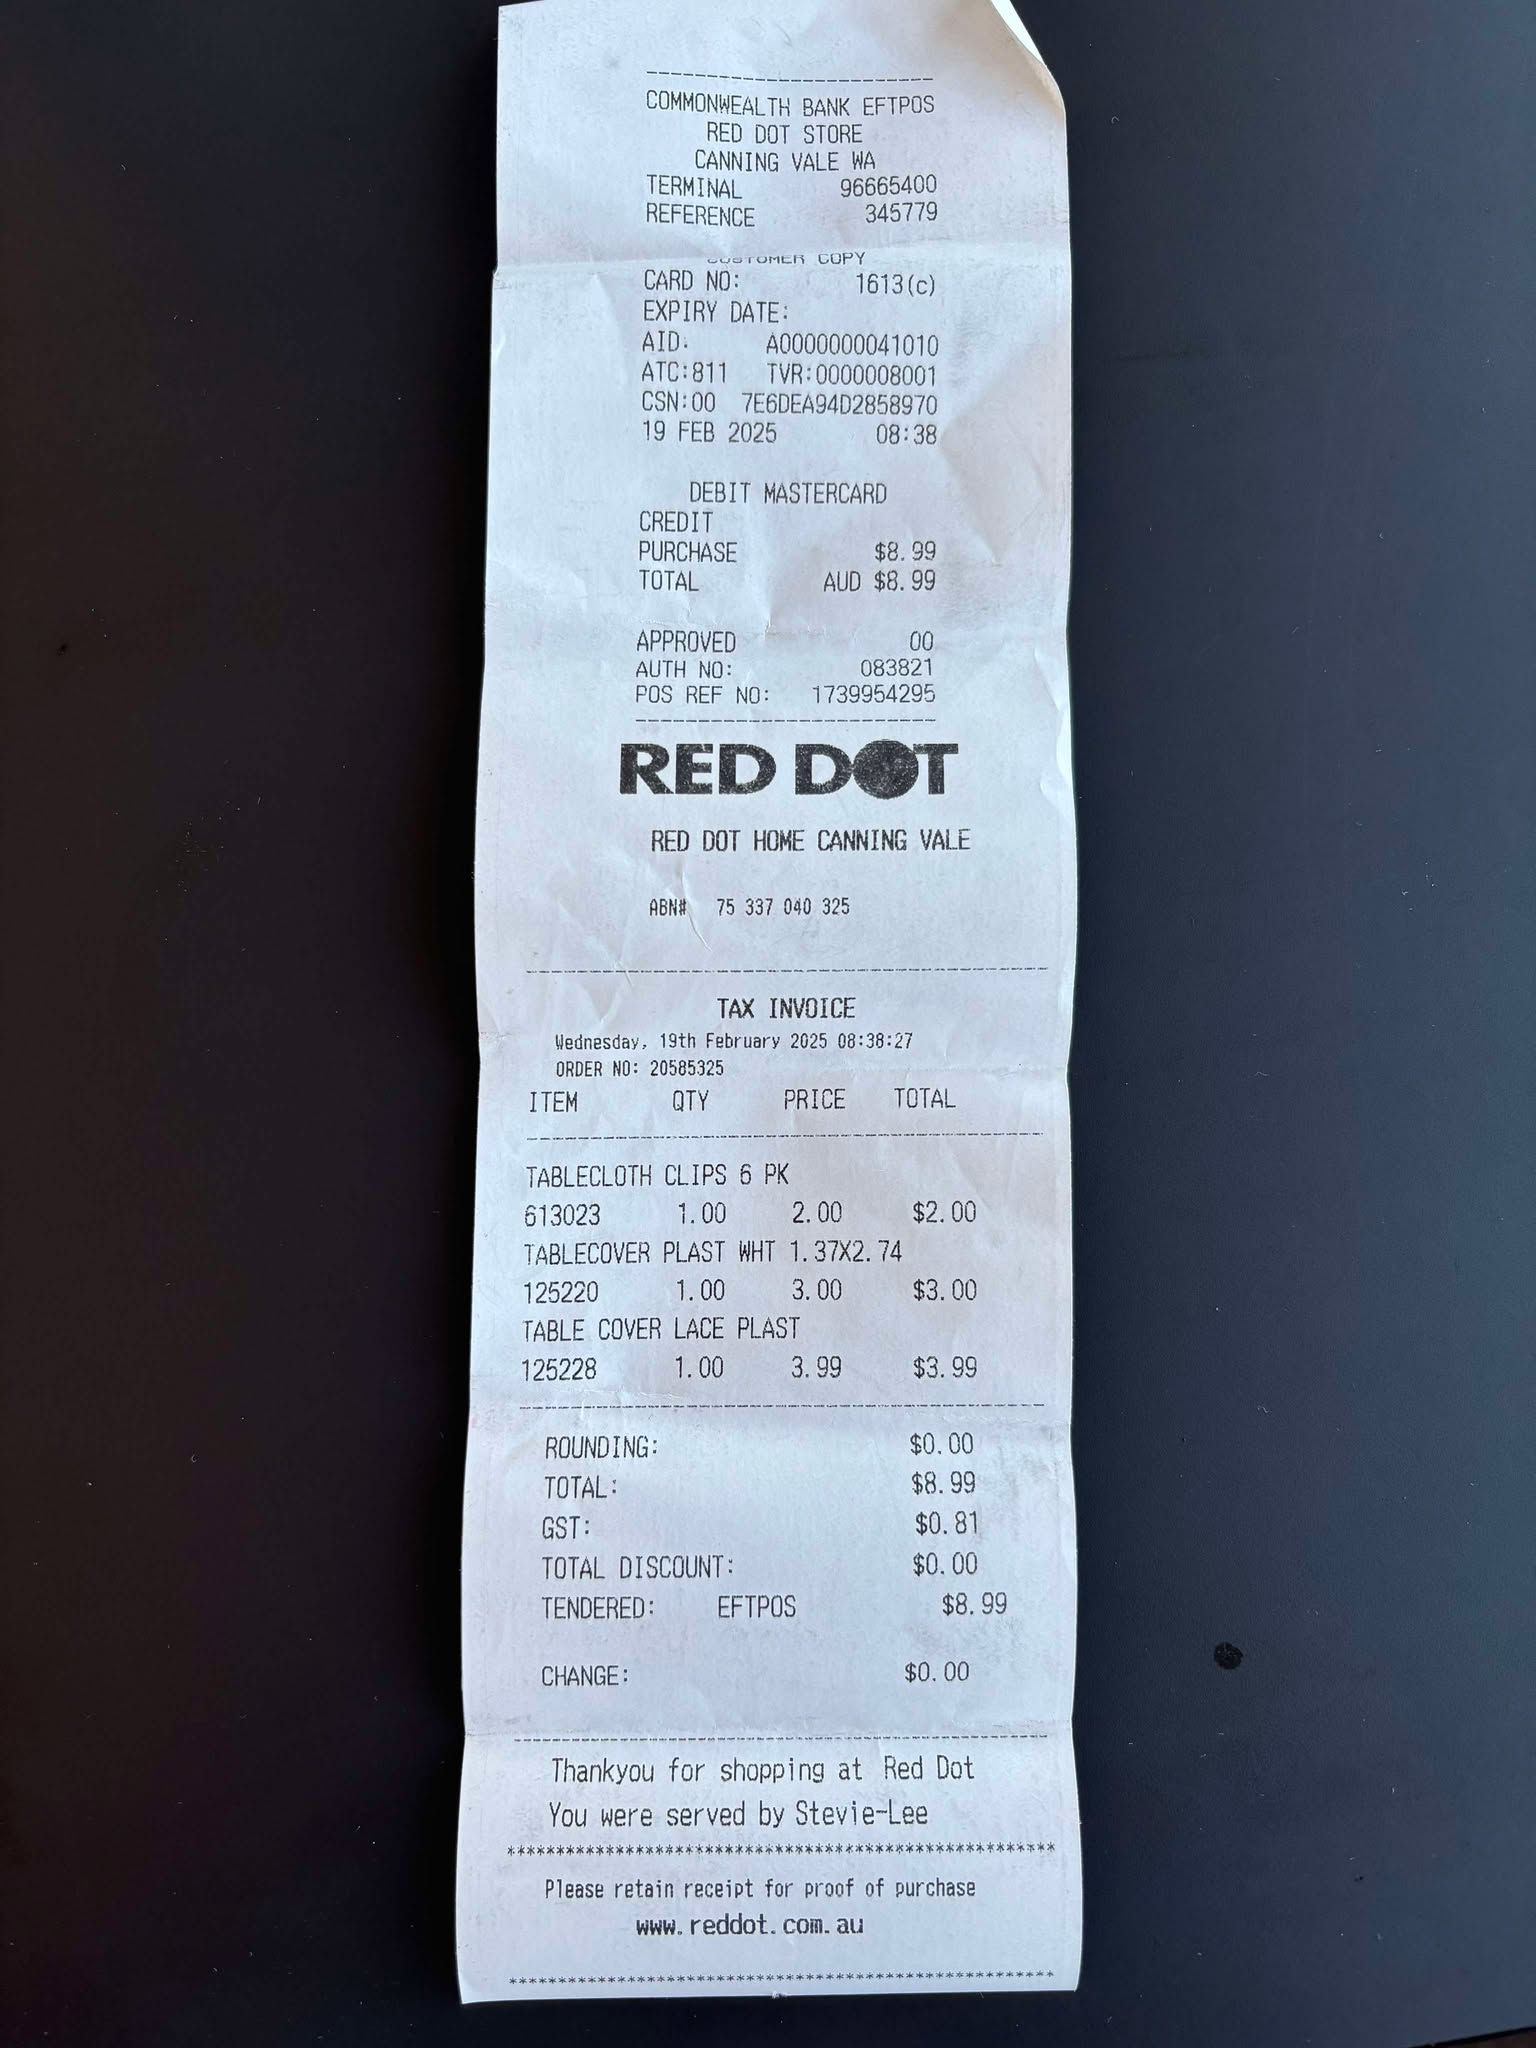 COMMONWEALTH BANK EFTPOS
RED DOT STORE
CANNING VALE WA
TERMINAL 96665400
REFERENCE 345779
CUSTOMER COPY
CARD NO: 1613(c)
EXPIRY DATE:
AID: A0000000041010
ATC:811 TVR:0000008001
CSN:00 7E6DEA94D2858970
19 FEB 2025 08:38
DEBIT MASTERCARD
CREDIT
PURCHASE $8.99
TOTAL AUD $8.99
APPROVED 00
AUTH NO: 083821
POS REF NO: 1739954295
RED DOT
RED DOT HOME CANNING VALE
ABN# 75 337 040 325
TAX INVOICE
Wednesday, 19th February 2025 08:38:27
ORDER NO: 20585325
ITEM QTY PRICE TOTAL
TABLECLOTH CLIPS 6 PK
613023 1.00 2.00 $2.00
TABLECOVER PLAST WHT 1.37X2.74
125220 1.00 3.00 $3.00
TABLE COVER LACE PLAST
125228 1.00 3.99 $3.99
ROUNDING: $0.00
TOTAL: $8.99
GST: $0.81
TOTAL DISCOUNT: $0.00
TENDERED: EFTPOS $8.99
CHANGE: $0.00
Thankyou for shopping at Red Dot
You were served by Stevie-Lee
*******************************************************
Please retain receipt for proof of purchase
www.reddot.com.au
*******************************************************